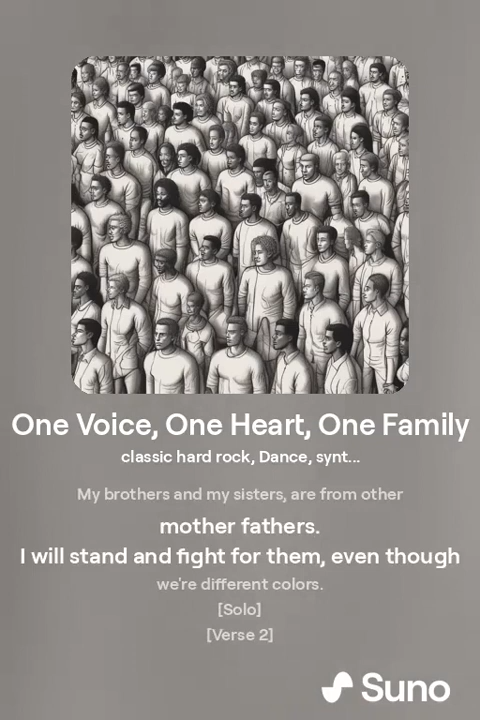 One Voice, One Heart, One Family
classic hard rock, Dance, synt...
My brothers and my sisters, are from other
mother fathers.
I will stand and fight for them, even though
we're different colors.
[Solo]
[Verse 2]
Suno